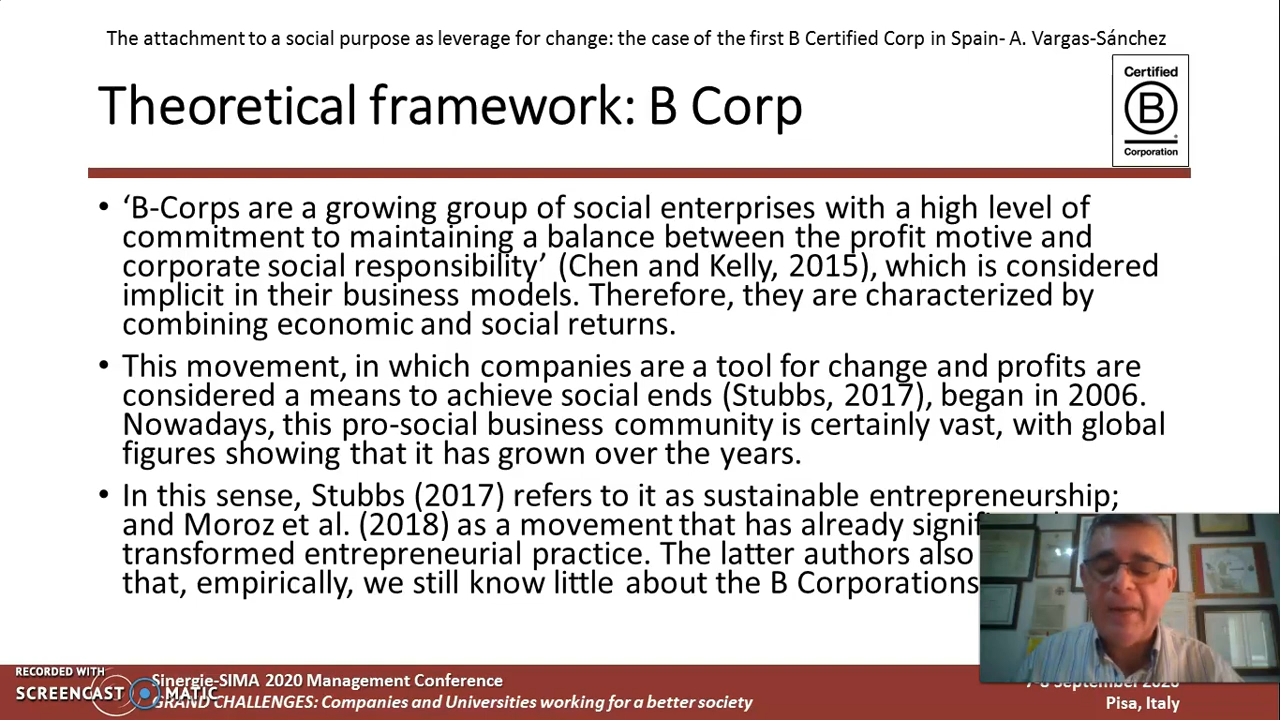 The attachment to a social purpose as leverage for change: the case of the first B Certified Corp in Spain- A. Vargas-Sánchez
Theoretical framework: B Corp
Certified
B
®
Corporation
• ‘B-Corps are a growing group of social enterprises with a high level of
commitment to maintaining a balance between the profit motive and
corporate social responsibility’ (Chen and Kelly, 2015), which is considered
implicit in their business models. Therefore, they are characterized by
combining economic and social returns.
• This movement, in which companies are a tool for change and profits are
considered a means to achieve social ends (Stubbs, 2017), began in 2006.
Nowadays, this pro-social business community is certainly vast, with global
figures showing that it has grown over the years.
• In this sense, Stubbs (2017) refers to it as sustainable entrepreneurship;
and Moroz et al. (2018) as a movement that has already
transformed entrepreneurial practice. The latter authors also
that, empirically, we still know little about the B Corporations
RECORDED WITH
SCREENCAST MATIC
Sinergie-SIMA 2020 Management Conference
GRAND CHALLENGES: Companies and Universities working for a better society
September 2020
Pisa, Italy